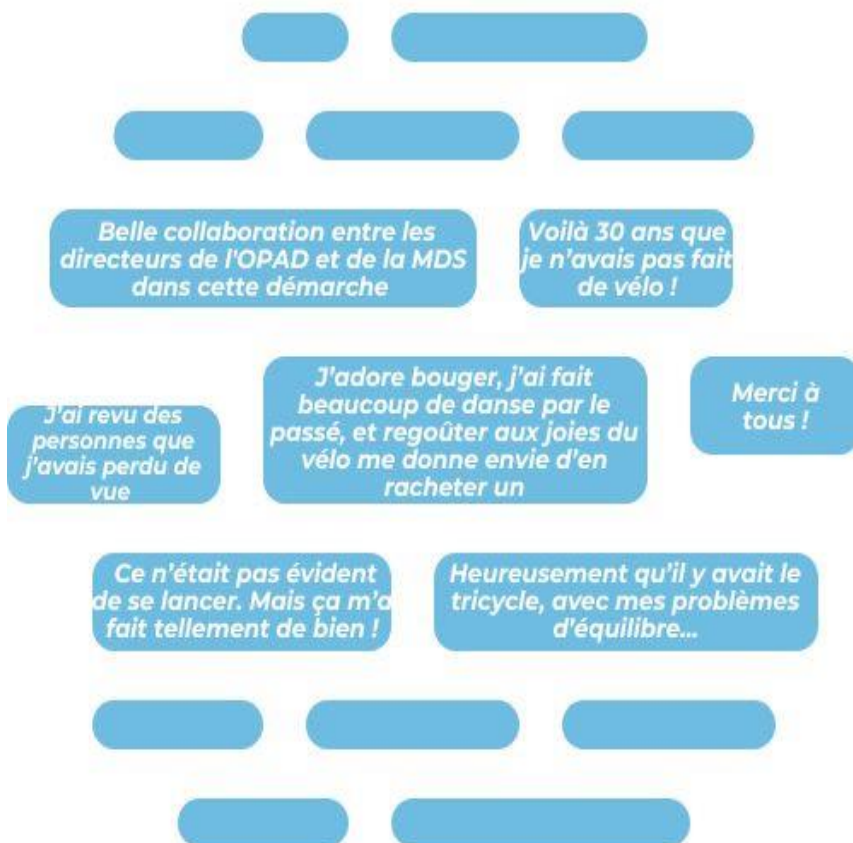 Belle collaboration entre les
directeurs de l'OPAD et de la MDS
dans cette démarche
Voilà 30 ans que
je n'avais pas fait
de vélo !
J'ai revu des
personnes que
j'avais perdu de
vue
J'adore bouger, j'ai fait
beaucoup de danse par le
passé, et regoûter aux joies du
vélo me donne envie d'en
racheter un
Merci à
tous !
Ce n'était pas évident
de se lancer. Mais ça m'a
fait tellement de bien !
Heureusement qu'il y avait le
tricycle, avec mes problèmes
d'équilibre...